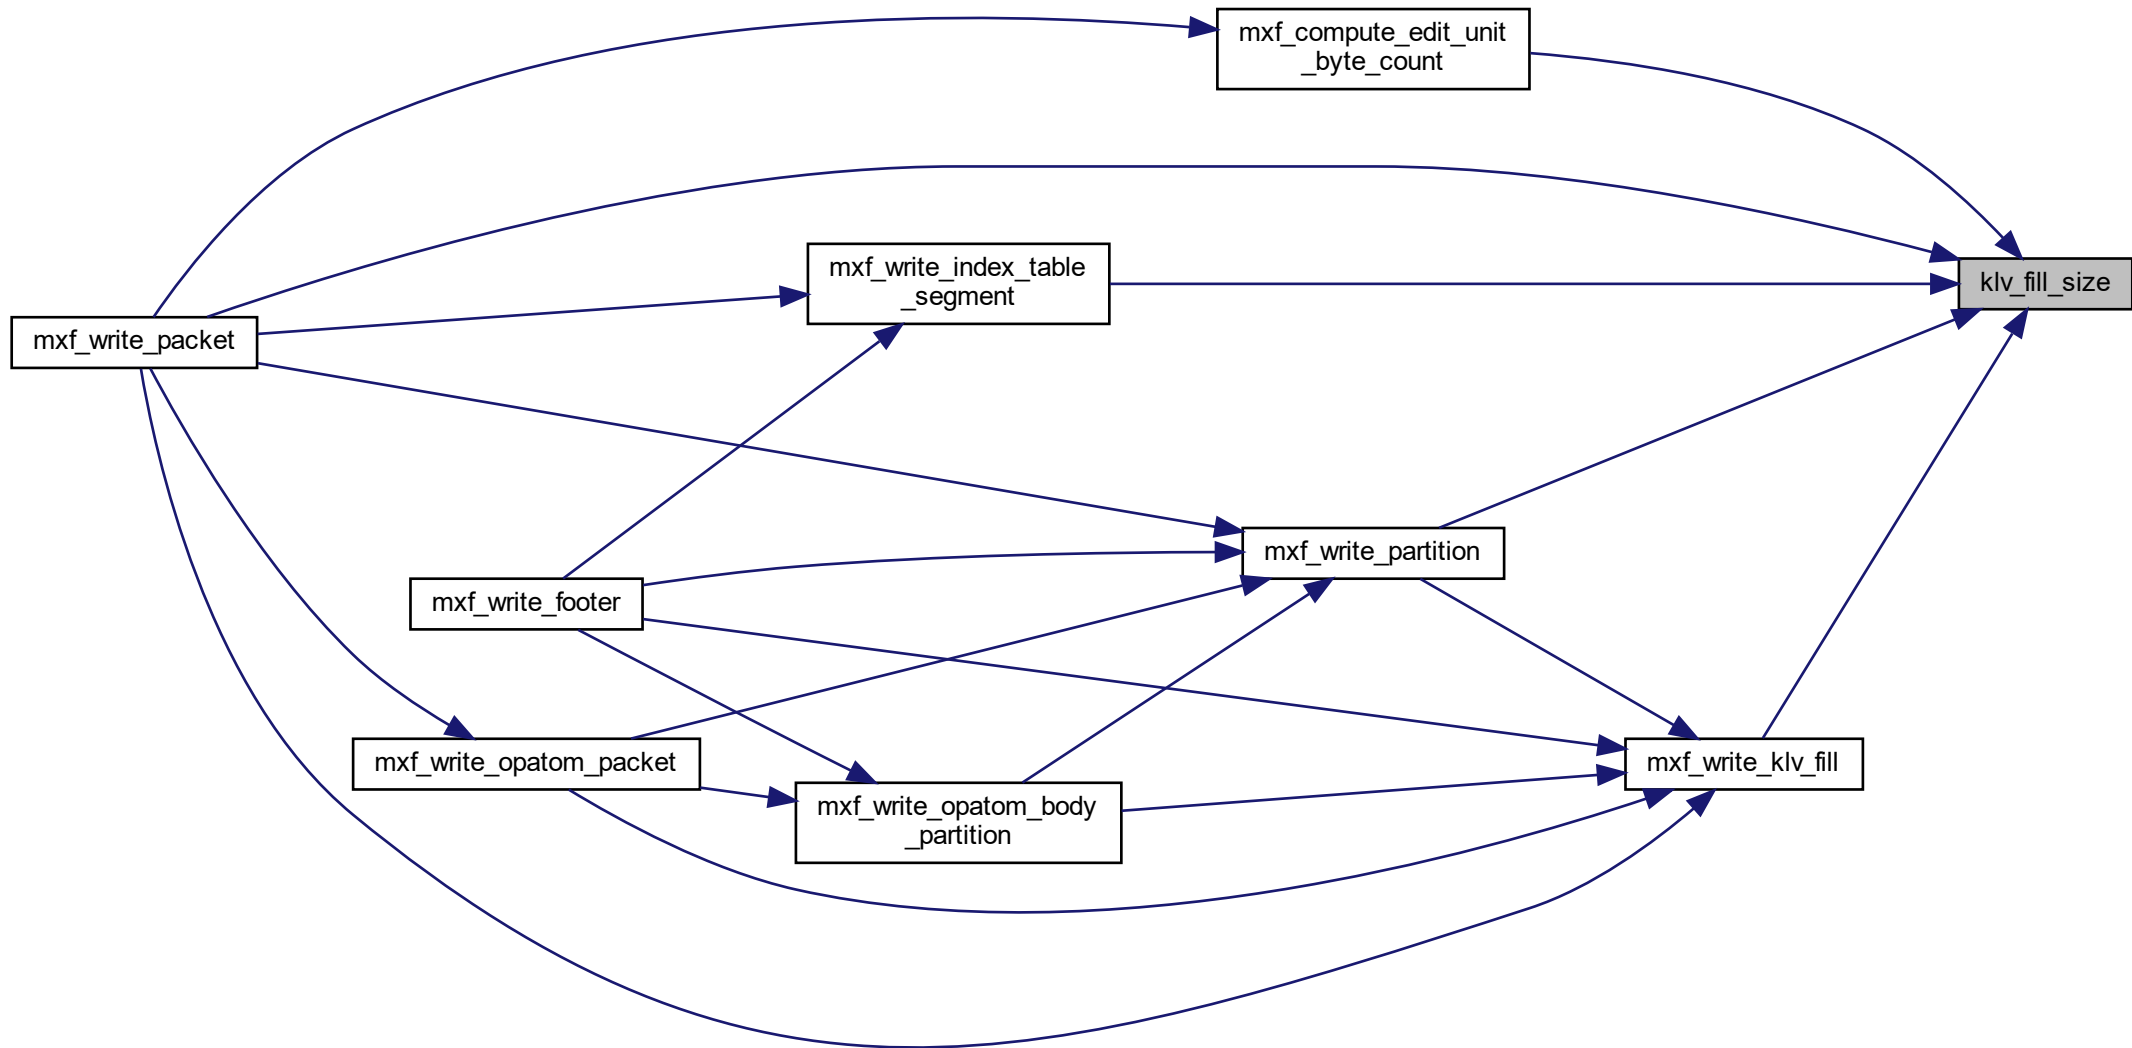 mxf_compute_edit_unit
_byte_count
mxf_write_index_table
_segment
klv_fill_size
mxf_write_packet
mxf_write_partition
mxf_write_footer
mxf_write_opatom_packet
mxf_write_klv_fill
mxf_write_opatom_body
_partition